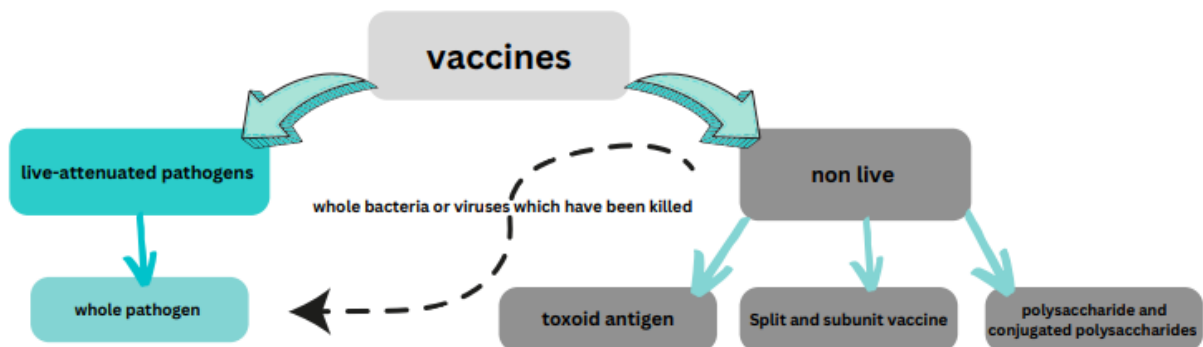 vaccines
live-attenuated pathogens
non live
whole bacteria or viruses which have been killed
whole pathogen
toxoid antigen
Split and subunit vaccine
polysaccharide and
conjugated polysaccharides